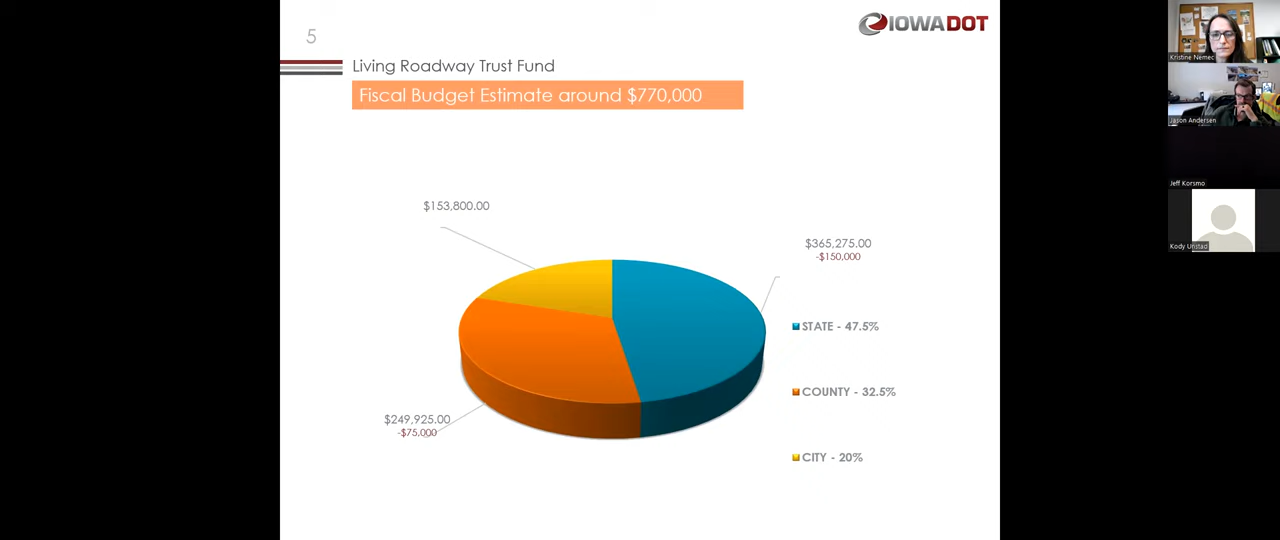 5
IOWADOT
Living Roadway Trust Fund
Fiscal Budget Estimate around $770,000
$153,800.00
$365,275.00
-$150,000
STATE - 47.5%
COUNTY - 32.5%
$249,925.00
-$75,000
CITY - 20%
Kristine Nemec
Jason Andersen
Jeff Korsmo
Kody Unstad